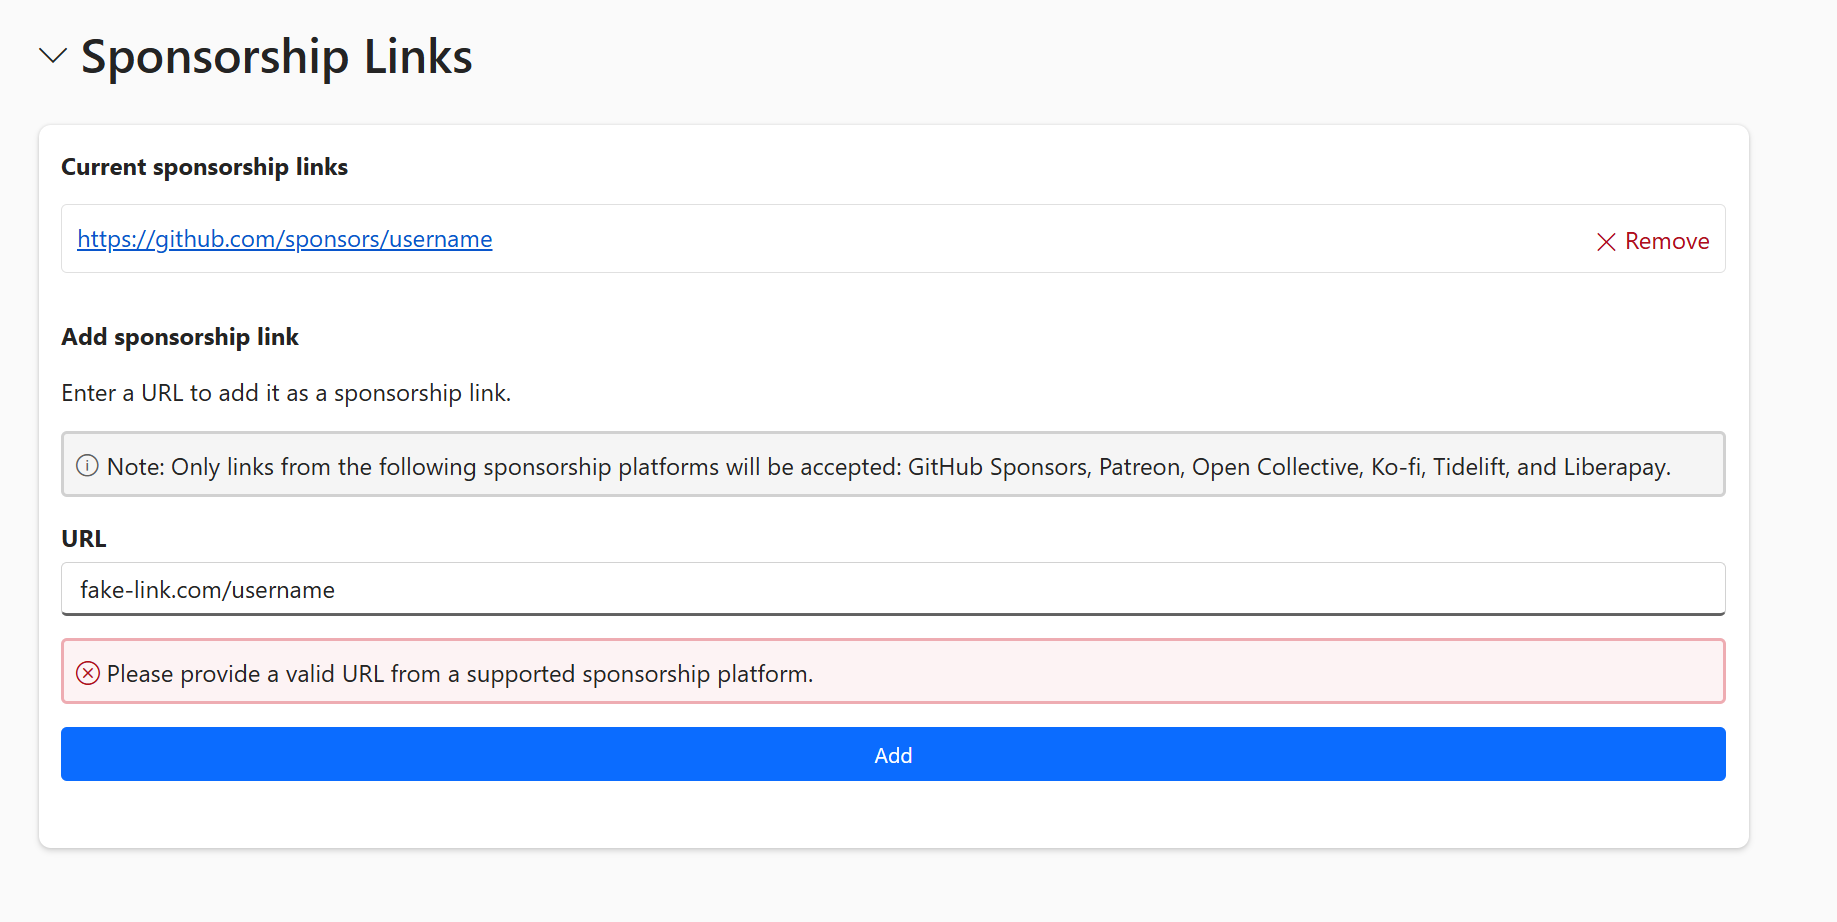 Sponsorship Links
Current sponsorship links
https://github.com/sponsors/username
Remove
Add sponsorship link
Enter a URL to add it as a sponsorship link.
Note: Only links from the following sponsorship platforms will be accepted: GitHub Sponsors, Patreon, Open Collective, Ko-fi, Tidelift, and Liberapay.
URL
fake-link.com/username
Please provide a valid URL from a supported sponsorship platform.
Add